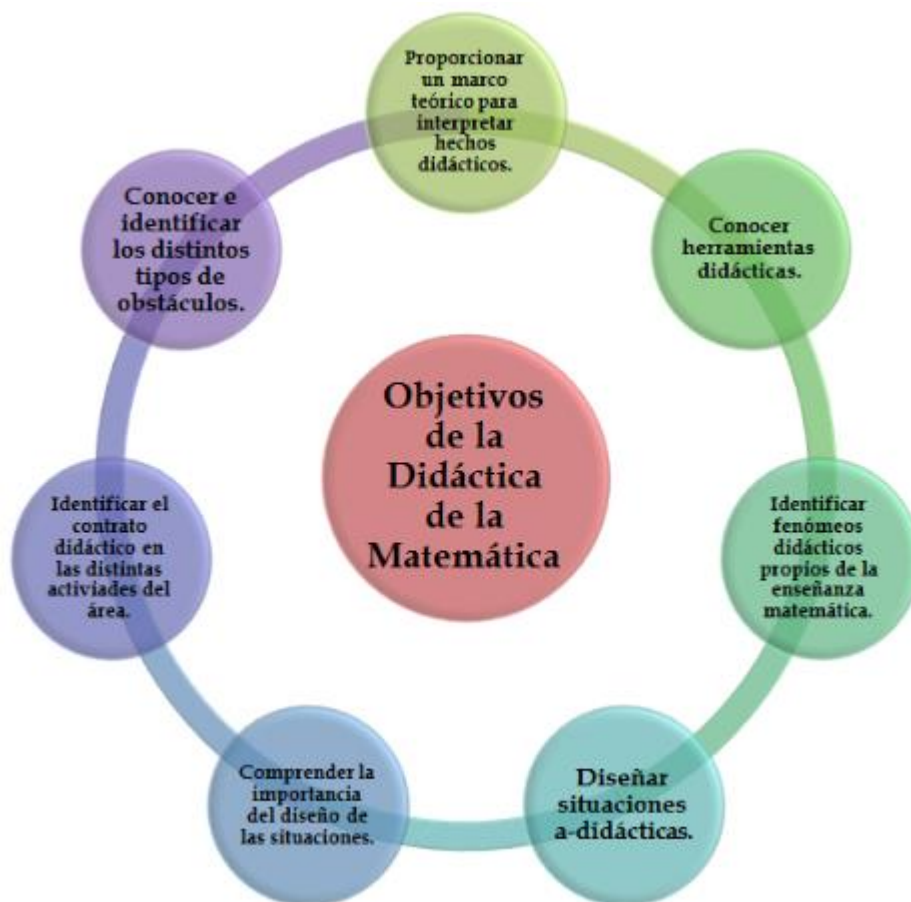 Proporcionar
un marco
teórico para
interpretar
hechos
didácticos.
Conocer
herramientas
didácticas.
Identificar
fenómeos
didácticos
propios de la
enseñanza
matemática.
Diseñar
situaciones
a-didácticas.
Comprender la
importancia
del diseño de
las situaciones.
Identificar el
contrato
didáctico en
las distintas
activiades del
área.
Conocer e
identificar
los distintos
tipos de
obstáculos.
Objetivos
de la
Didáctica
de la
Matemática